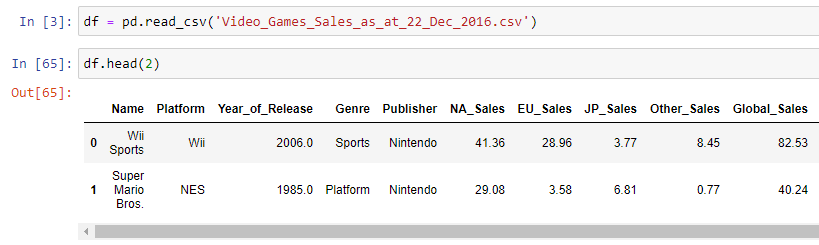 In [3]: df = pd.read_csv('Video_Games_Sales_as_at_22_Dec_2016.csv')
In [65]: df.head(2)
Out[65]:
Name Platform Year_of_Release Genre Publisher NA_Sales EU_Sales JP_Sales Other_Sales Global_Sales
0 Wii Sports Wii 2006.0 Sports Nintendo 41.36 28.96 3.77 8.45 82.53
1 Super Mario Bros. NES 1985.0 Platform Nintendo 29.08 3.58 6.81 0.77 40.24